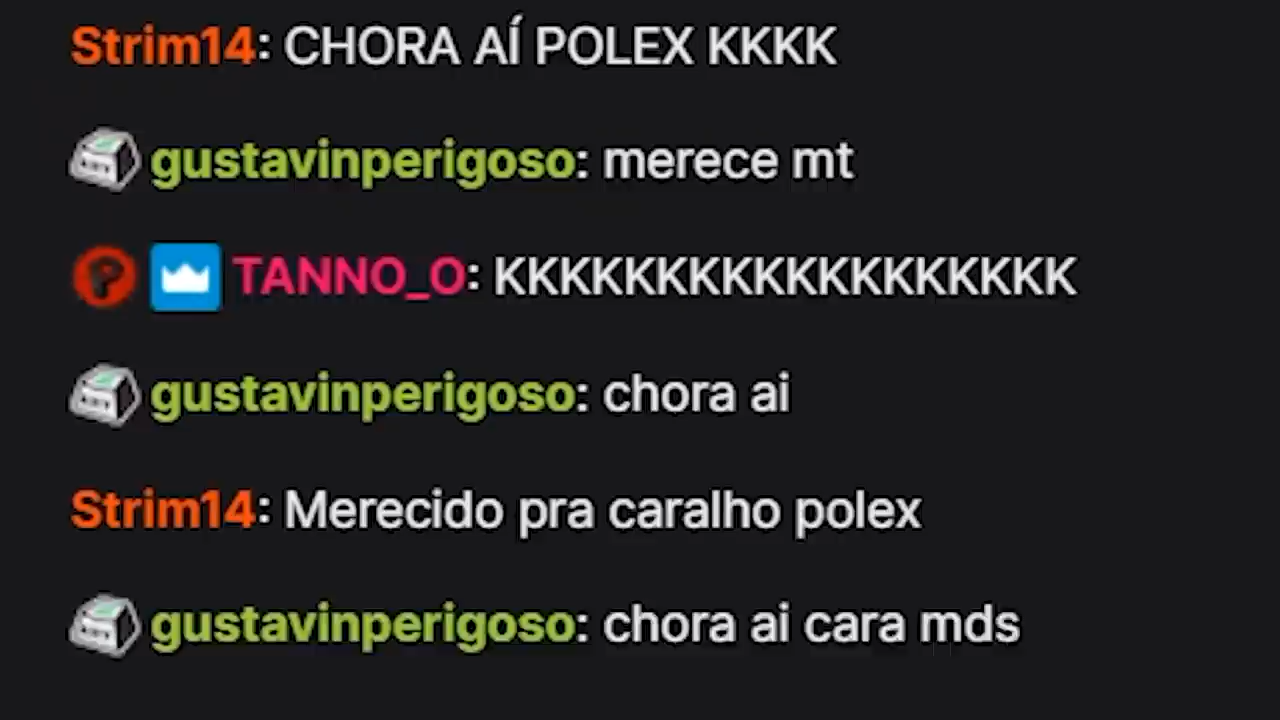 Strim14: CHORA AÍ POLEX KKKK
gustavinperigoso: merece mt
TANNO_O: KKKKKKKKKKKKKKKKKK
gustavinperigoso: chora ai
Strim14: Merecido pra caralho polex
gustavinperigoso: chora ai cara mds